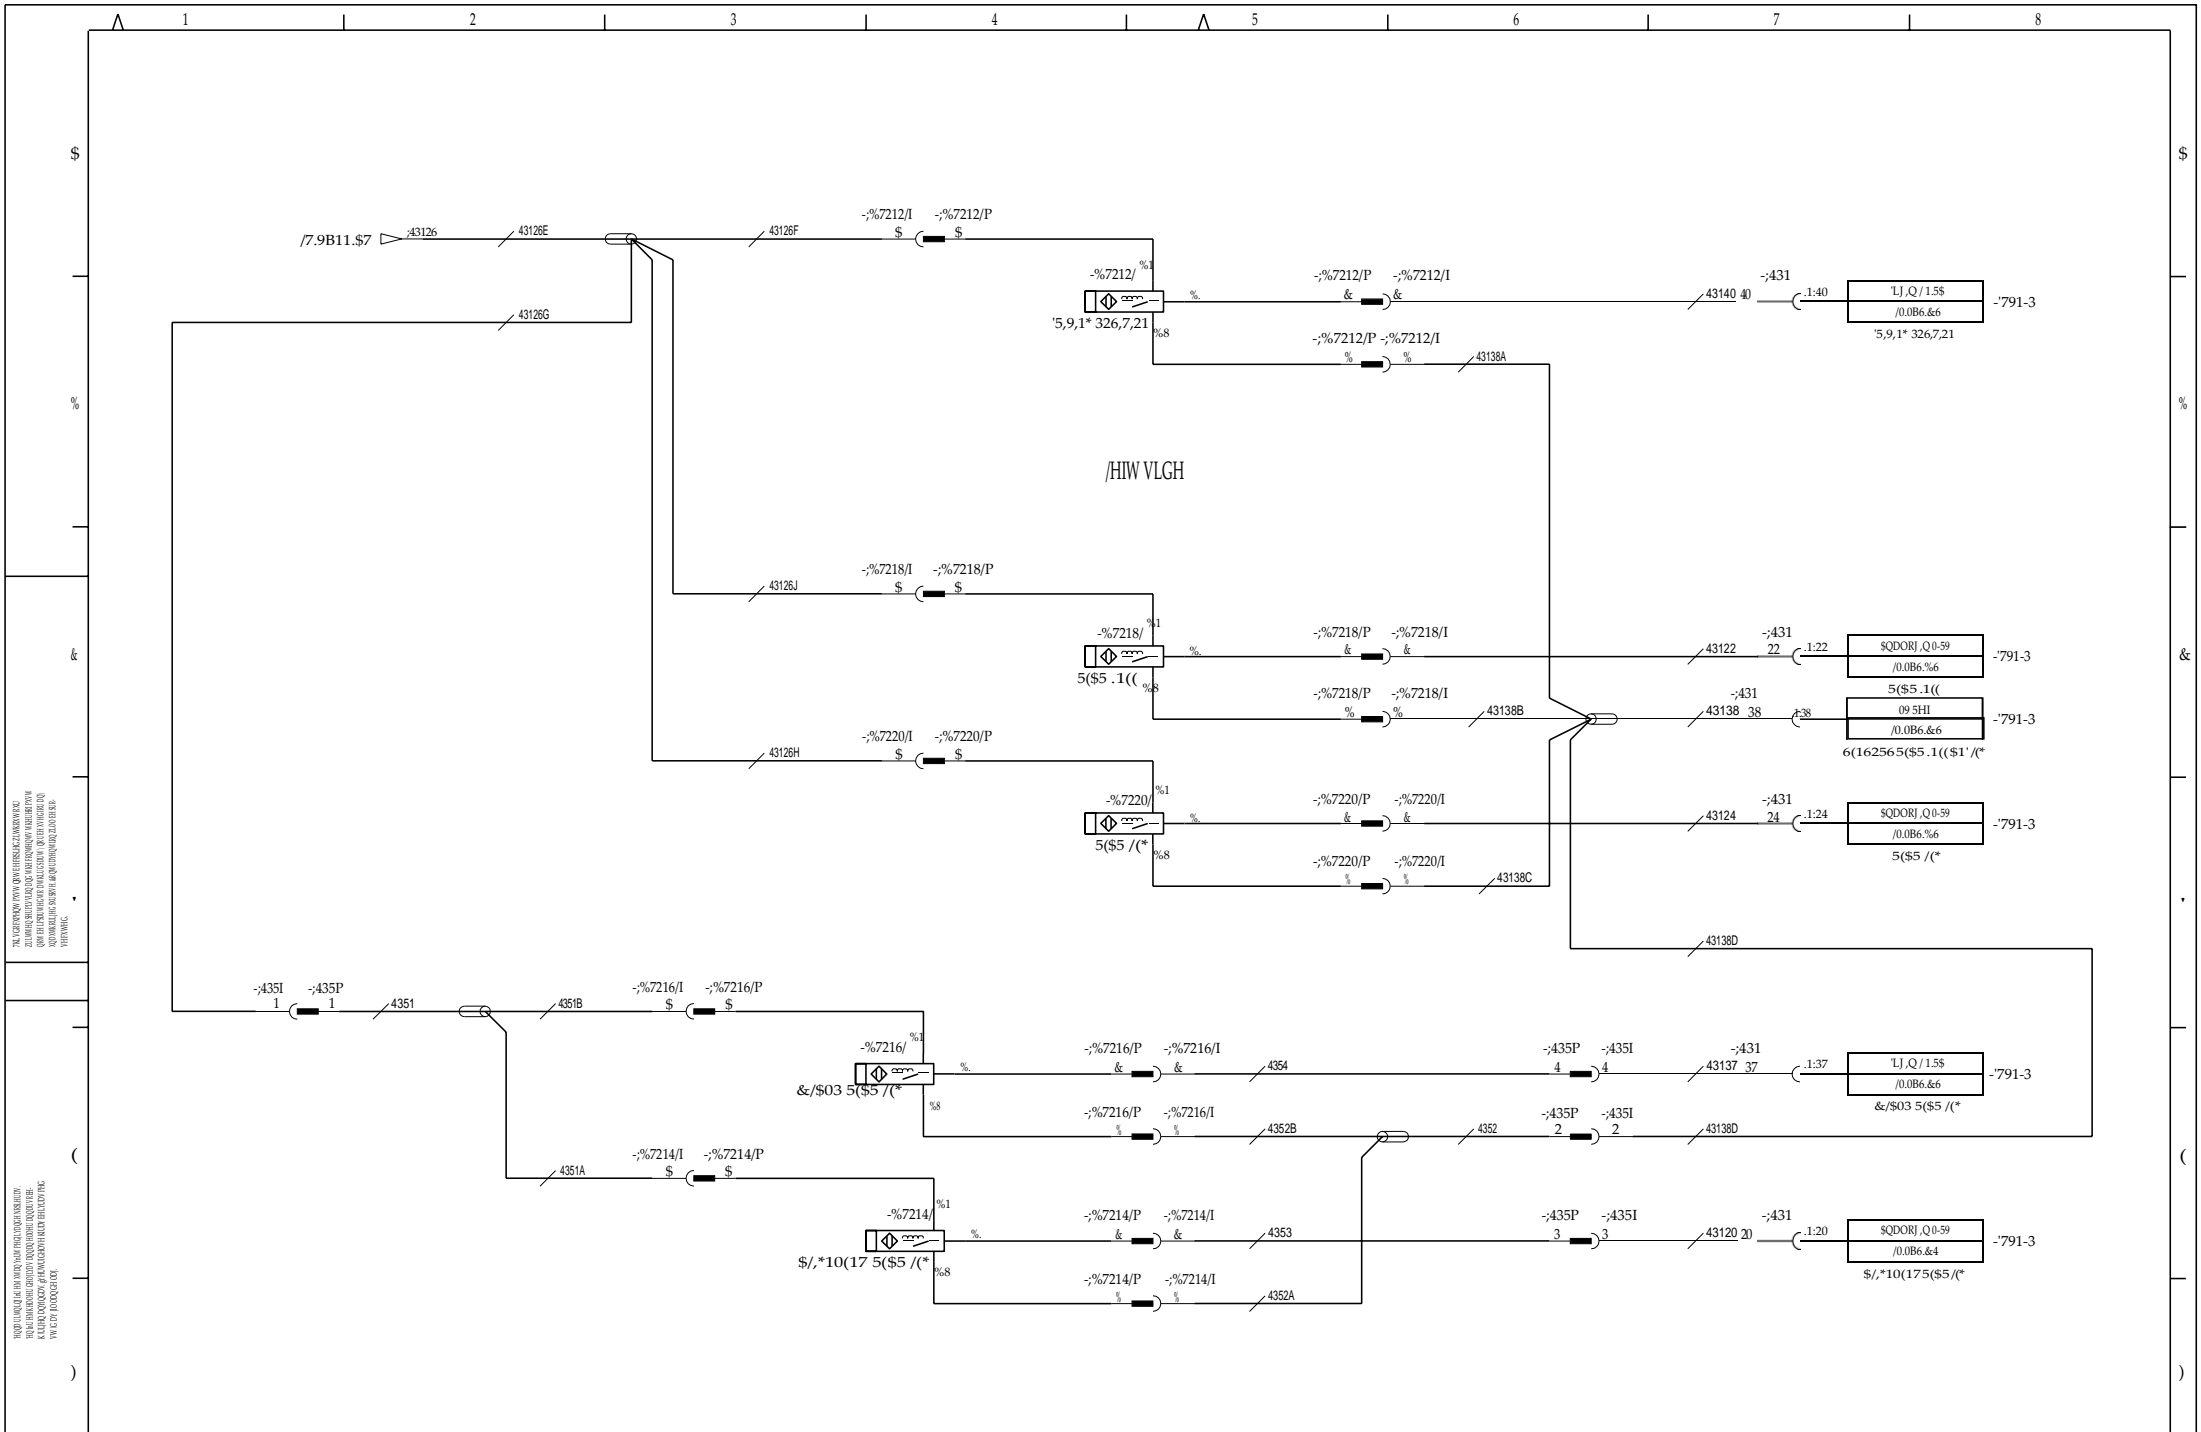 1 2 3 4 5 6 7 8
$ $
-;%7212/I -;%7212/P
/7.9B11.$7 ;43126 43126E 43126F $ $
-%7212/ %1 -;%7212/P -;%7212/I -;431
%. & & 43140 40 .1:40 'LJ ,Q / 1.5$ -'791-3
/0.0B6.&6
'5,9,1* 326,7,21 %8 '5,9,1* 326,7,21
43126G
-;%7212/P -;%7212/I
% % 43138A
% %
/HIW VLGH
-;%7218/I -;%7218/P
43126J $ $
-%7218/ %1 -;%7218/P -;%7218/I -;431
& %. & & 43122 22 .1:22 $QDORJ ,Q 0-59 -'791-3 &
/0.0B6.%6
5($5 .1(( %8 5($5 .1((
-;%7218/P -;%7218/I -;431
% % 43138B 43138 38 1:38 09 5HI -'791-3
/0.0B6.&6
6(162565($5 .1(( $1' /(*
-;%7220/I -;%7220/P
43126H $ $
-%7220/ %1 -;%7220/P -;%7220/I -;431
%. & & 43124 24 .1:24 $QDORJ ,Q 0-59 -'791-3
/0.0B6.%6
5($5 /(* %8 5($5 /(*
-;%7220/P -;%7220/I
% % 43138C
' '
43138D
-;435I -;435P -;%7216/I -;%7216/P
1 1 4351 4351B $ $
-%7216/ %1 -;%7216/P -;%7216/I -;435P -;435I -;431
%. & & 4354 4 4 43137 37 .1:37 'LJ ,Q / 1.5$ -'791-3
/0.0B6.&6
&/$03 5($5 /(* %8 &/$03 5($5 /(*
-;%7216/P -;%7216/I -;435P -;435I
% % 4352B 4352 2 2 43138D
( (
-;%7214/I -;%7214/P
4351A $ $
-%7214/ %1 -;%7214/P -;%7214/I -;435P -;435I -;431
%. & & 4353 3 3 43120 20 .1:20 $QDORJ ,Q 0-59 -'791-3
/0.0B6.&4
$/,*10(17 5($5 /(* %8 $/,*10(17 5($5 /(*
-;%7214/P -;%7214/I
% % 4352A
) )